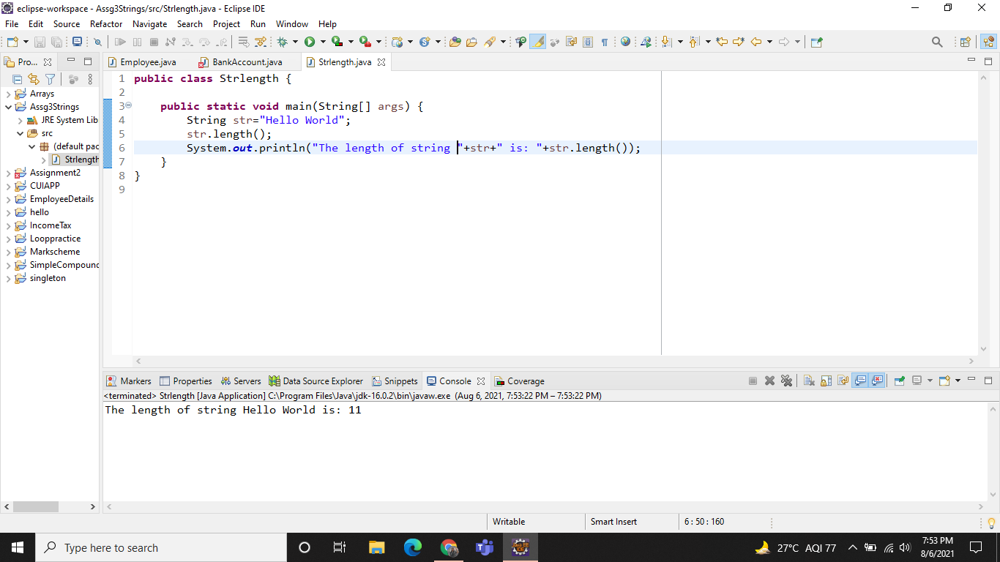 eclipse-workspace - Assg3Strings/src/Strlength.java - Eclipse IDE
File Edit Source Refactor Navigate Search Project Run Window Help
Pro...
Employee.java BankAccount.java Strlength.java
Arrays
Assg3Strings
JRE System Lib
src
(default pac
Strlength
Assignment2
CUIAPP
EmployeeDetails
hello
IncomeTax
Looppractice
Markscheme
SimpleCompound
singleton
1 public class Strlength {
2
3 public static void main(String[] args) {
4 String str="Hello World";
5 str.length();
6 System.out.println("The length of string "+str+" is: "+str.length());
7 }
8 }
9
Markers Properties Servers Data Source Explorer Snippets Console Coverage
<terminated> Strlength [Java Application] C:\Program Files\Java\jdk-16.0.2\bin\javaw.exe (Aug 6, 2021, 7:53:22 PM – 7:53:22 PM)
The length of string Hello World is: 11
Writable Smart Insert 6 : 50 : 160
Type here to search
27°C AQI 77
7:53 PM
8/6/2021